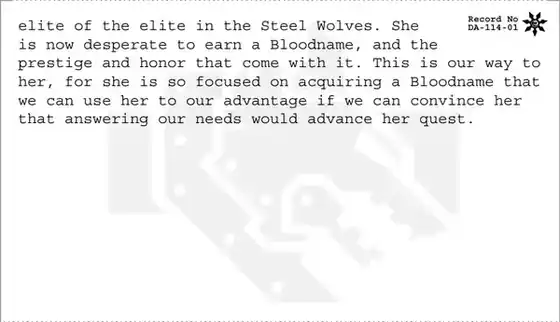 elite of the elite in the Steel Wolves. She
is now desperate to earn a Bloodname, and the
prestige and honor that come with it. This is our way to
her, for she is so focused on acquiring a Bloodname that
we can use her to our advantage if we can convince her
that answering our needs would advance her quest.
Record No
DA-114-01